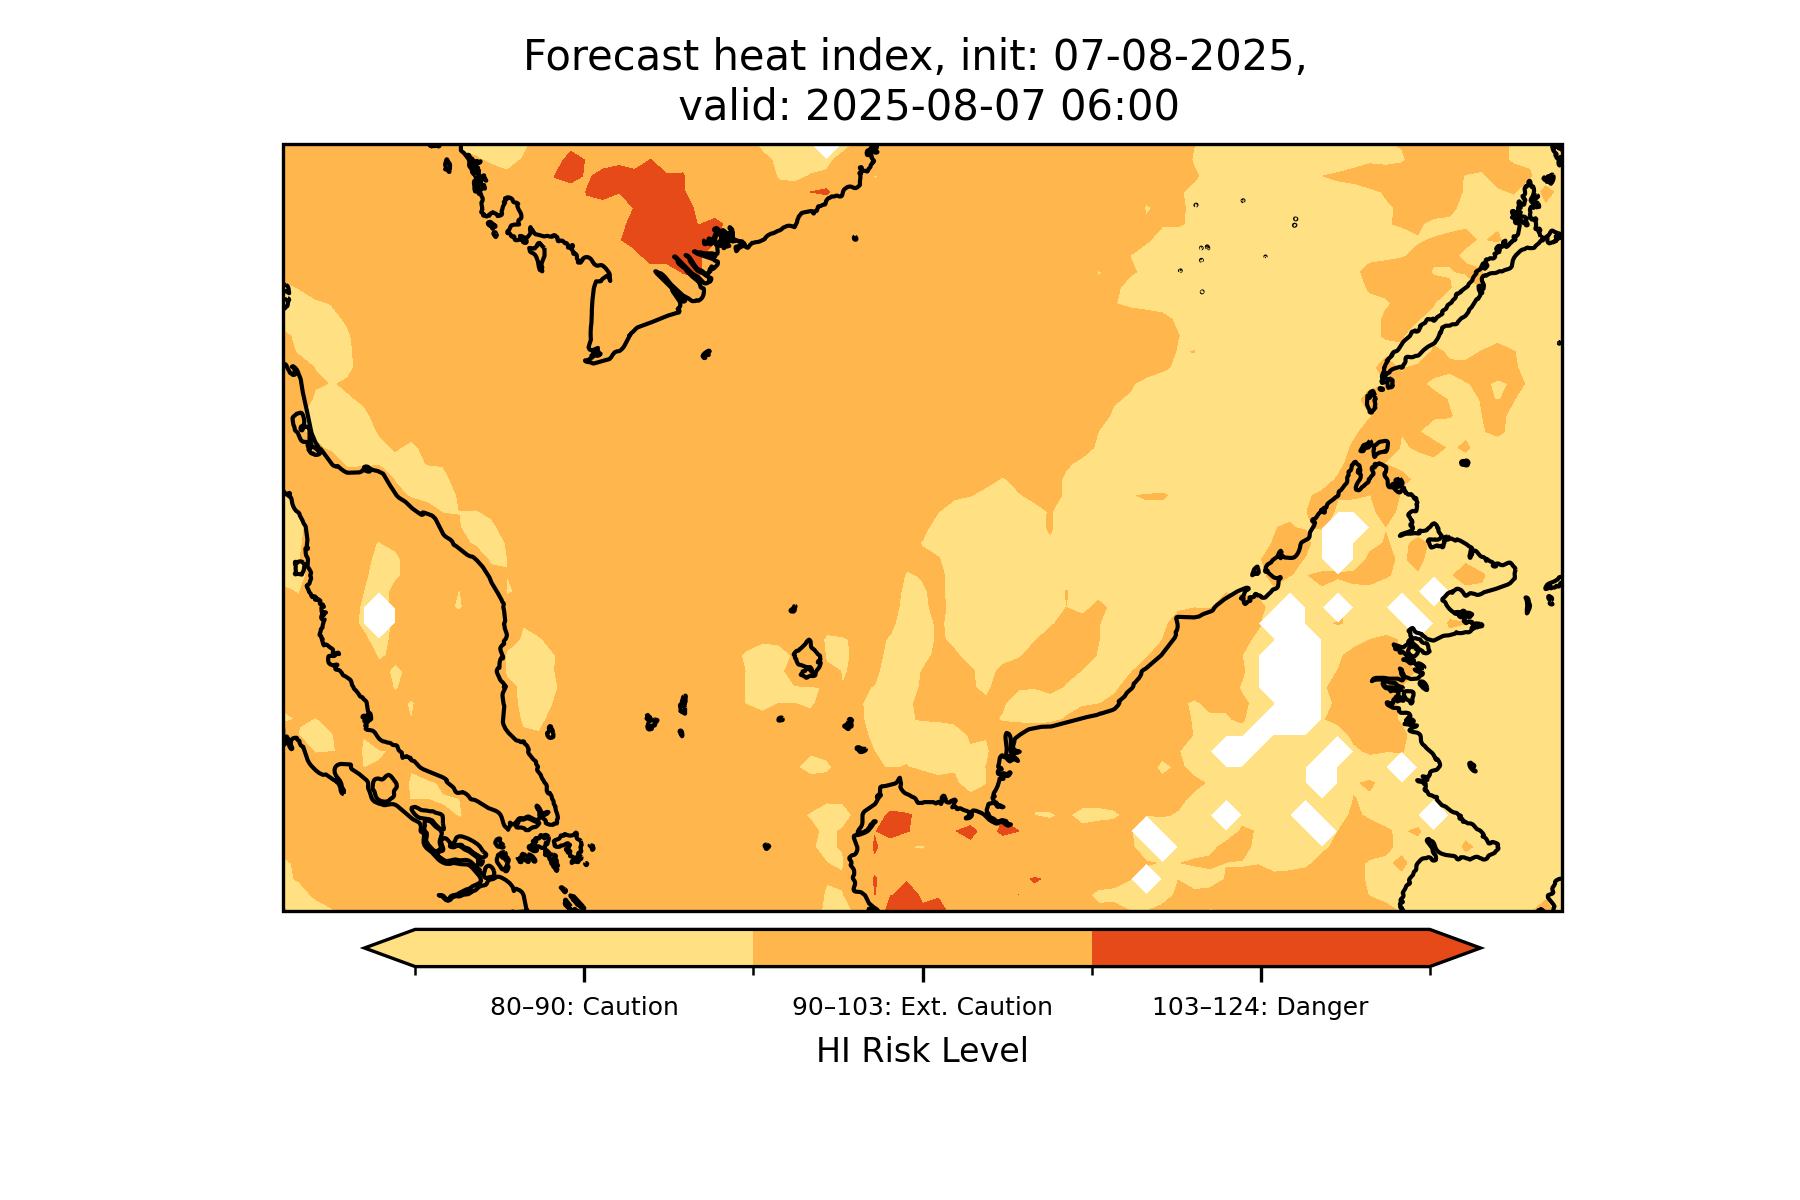 Forecast heat index, init: 07-08-2025,
valid: 2025-08-07 06:00
80–90: Caution
90–103: Ext. Caution
103–124: Danger
HI Risk Level